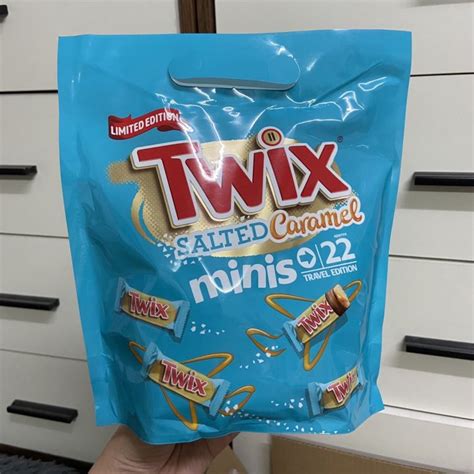 LIMITED EDITION
TWIX
SALTED Caramel
minis 22
TRAVEL EDITION
TWIX
TWIX
TWIX
TWIX